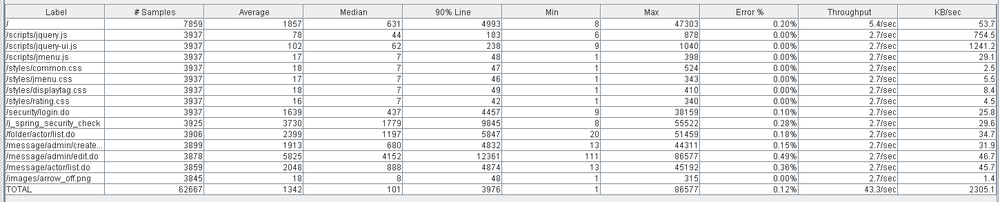 Label # Samples Average Median 90% Line Min Max Error % Throughput KB/sec
/ 7859 1857 631 4993 8 47303 0.20% 5.4/sec 53.7
/scripts/jquery.js 3937 78 44 183 6 878 0.00% 2.7/sec 754.5
/scripts/jquery-ui.js 3937 102 62 238 9 1040 0.00% 2.7/sec 1241.2
/scripts/jmenu.js 3937 17 7 48 1 398 0.00% 2.7/sec 29.1
/styles/common.css 3937 18 7 47 1 524 0.00% 2.7/sec 2.5
/styles/jmenu.css 3937 17 7 46 1 343 0.00% 2.7/sec 5.5
/styles/displaytag.css 3937 18 7 49 1 410 0.00% 2.7/sec 8.4
/styles/rating.css 3937 16 7 42 1 340 0.00% 2.7/sec 4.5
/security/login.do 3937 1639 437 4457 9 38159 0.10% 2.7/sec 25.8
/j_spring_security_check 3925 3730 1779 9845 8 55522 0.28% 2.7/sec 29.6
/folder/actor/list.do 3906 2399 1197 5847 20 51459 0.18% 2.7/sec 34.7
/message/admin/create... 3899 1913 680 4832 13 44311 0.15% 2.7/sec 31.9
/message/admin/edit.do 3878 5825 4152 12361 111 86577 0.49% 2.7/sec 46.7
/message/actor/list.do 3859 2048 888 4874 13 45192 0.36% 2.7/sec 45.7
/images/arrow_off.png 3845 18 8 48 1 315 0.00% 2.7/sec 1.4
TOTAL 62667 1342 101 3976 1 86577 0.12% 43.3/sec 2305.1